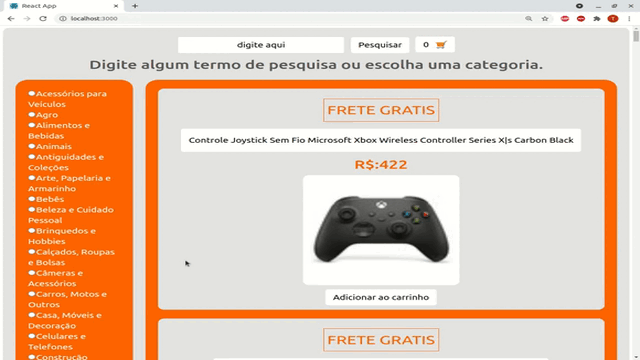 React App
localhost:3000
digite aqui
Pesquisar
0
Digite algum termo de pesquisa ou escolha uma categoria.
Acessórios para
Veículos
Agro
Alimentos e
Bebidas
Animais
Antiguidades e
Coleções
Arte, Papelaria e
Armarinho
Bebês
Beleza e Cuidado
Pessoal
Brinquedos e
Hobbies
Calçados, Roupas
e Bolsas
Câmeras e
Acessórios
Carros, Motos e
Outros
Casa, Móveis e
Decoração
Celulares e
Telefones
Construção
FRETE GRATIS
Controle Joystick Sem Fio Microsoft Xbox Wireless Controller Series X|s Carbon Black
R$:422
Adicionar ao carrinho
FRETE GRATIS